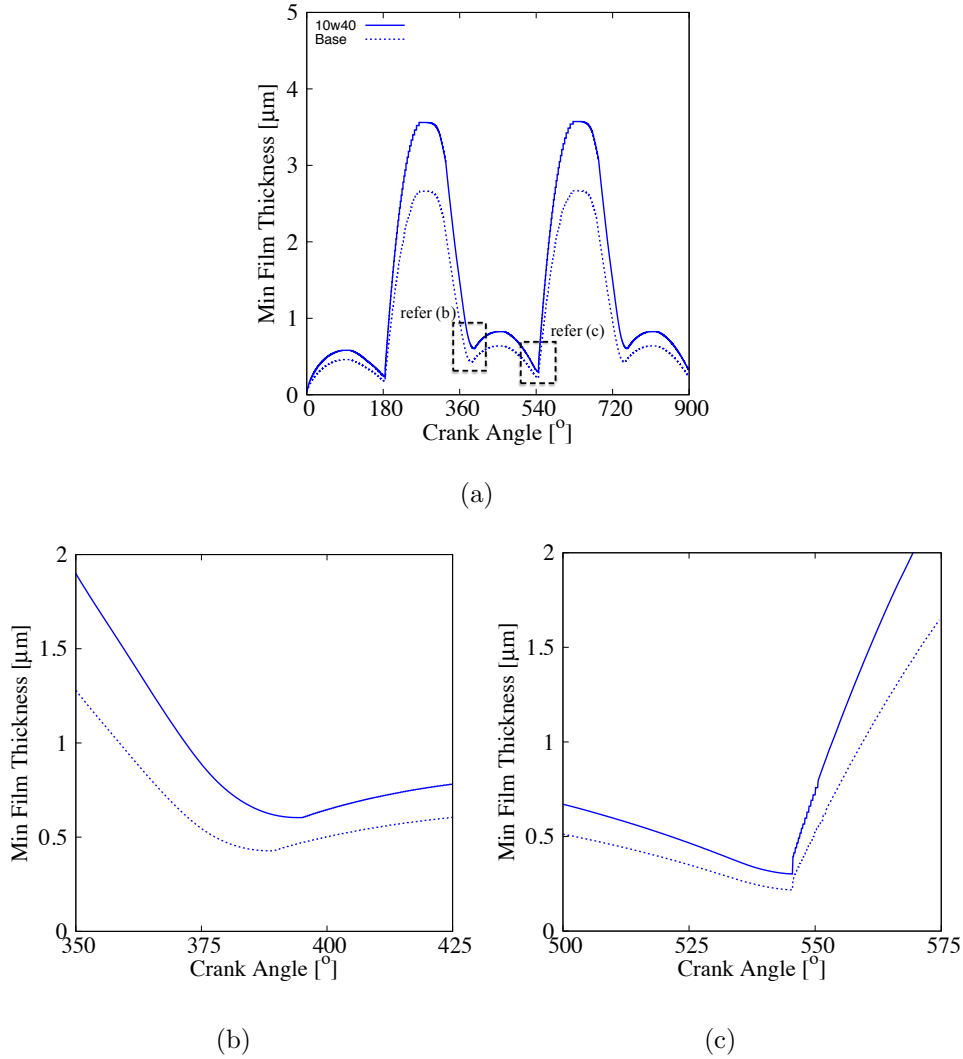 10w40
Base
Min Film Thickness [μm]
5
4
3
2
1
0
refer (b)
refer (c)
0 180 360 540 720 900
Crank Angle [°]
(a)
Min Film Thickness [μm]
2
1.5
1
0.5
0
350 375 400 425
Crank Angle [°]
(b)
Min Film Thickness [μm]
2
1.5
1
0.5
0
500 525 550 575
Crank Angle [°]
(c)